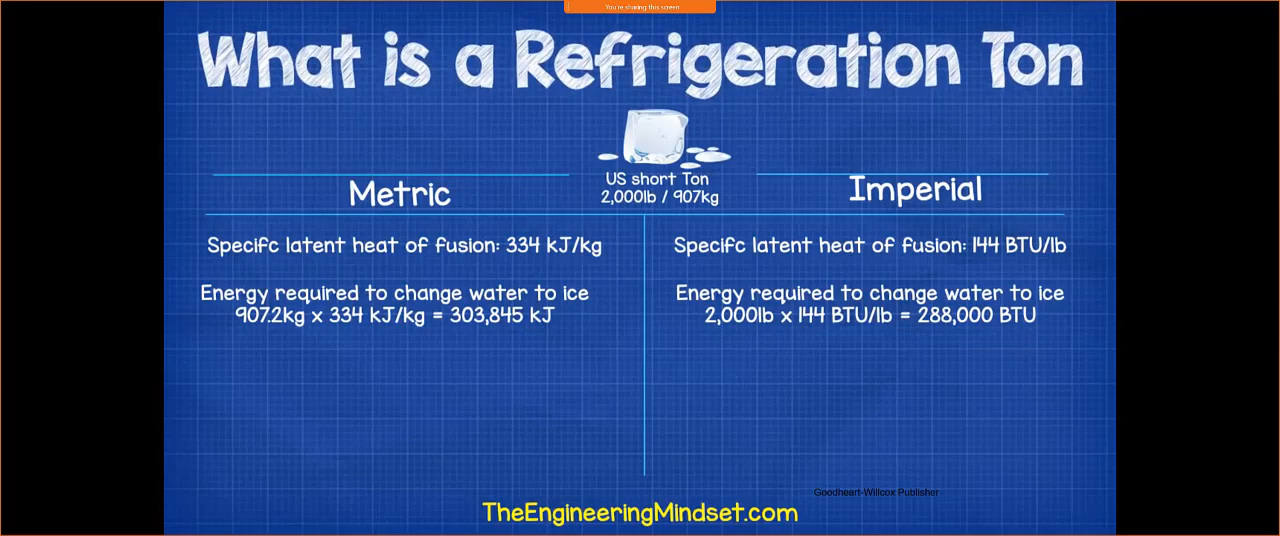 You're sharing this screen
What is a Refrigeration Ton
US short Ton
2,000lb / 907kg
Metric
Imperial
Specifc latent heat of fusion: 334 kJ/kg
Energy required to change water to ice
907.2kg x 334 kJ/kg = 303,845 kJ
Specifc latent heat of fusion: 144 BTU/lb
Energy required to change water to ice
2,000lb x 144 BTU/lb = 288,000 BTU
Goodheart-Willcox Publisher
TheEngineeringMindset.com